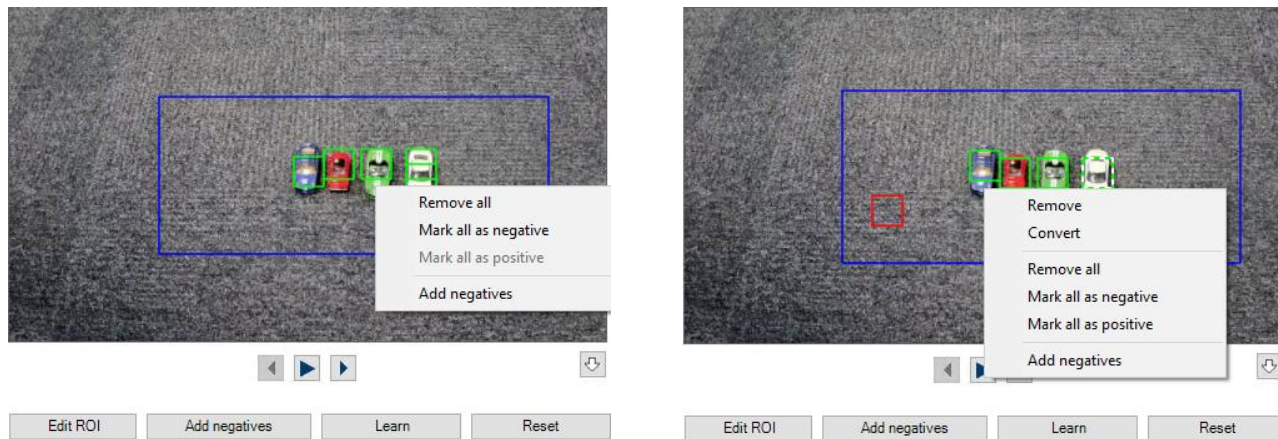 Remove all
Mark all as negative
Mark all as positive
Add negatives
Edit ROI
Add negatives
Learn
Reset
Remove
Convert
Remove all
Mark all as negative
Mark all as positive
Add negatives
Edit ROI
Add negatives
Learn
Reset